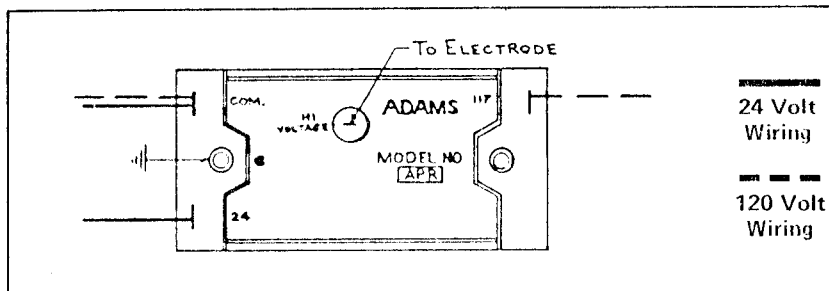 TO ELECTRODE
COM.
HI
VOLTAGE
ADAMS
117
MODEL NO
APR
24
24 Volt
Wiring
120 Volt
Wiring